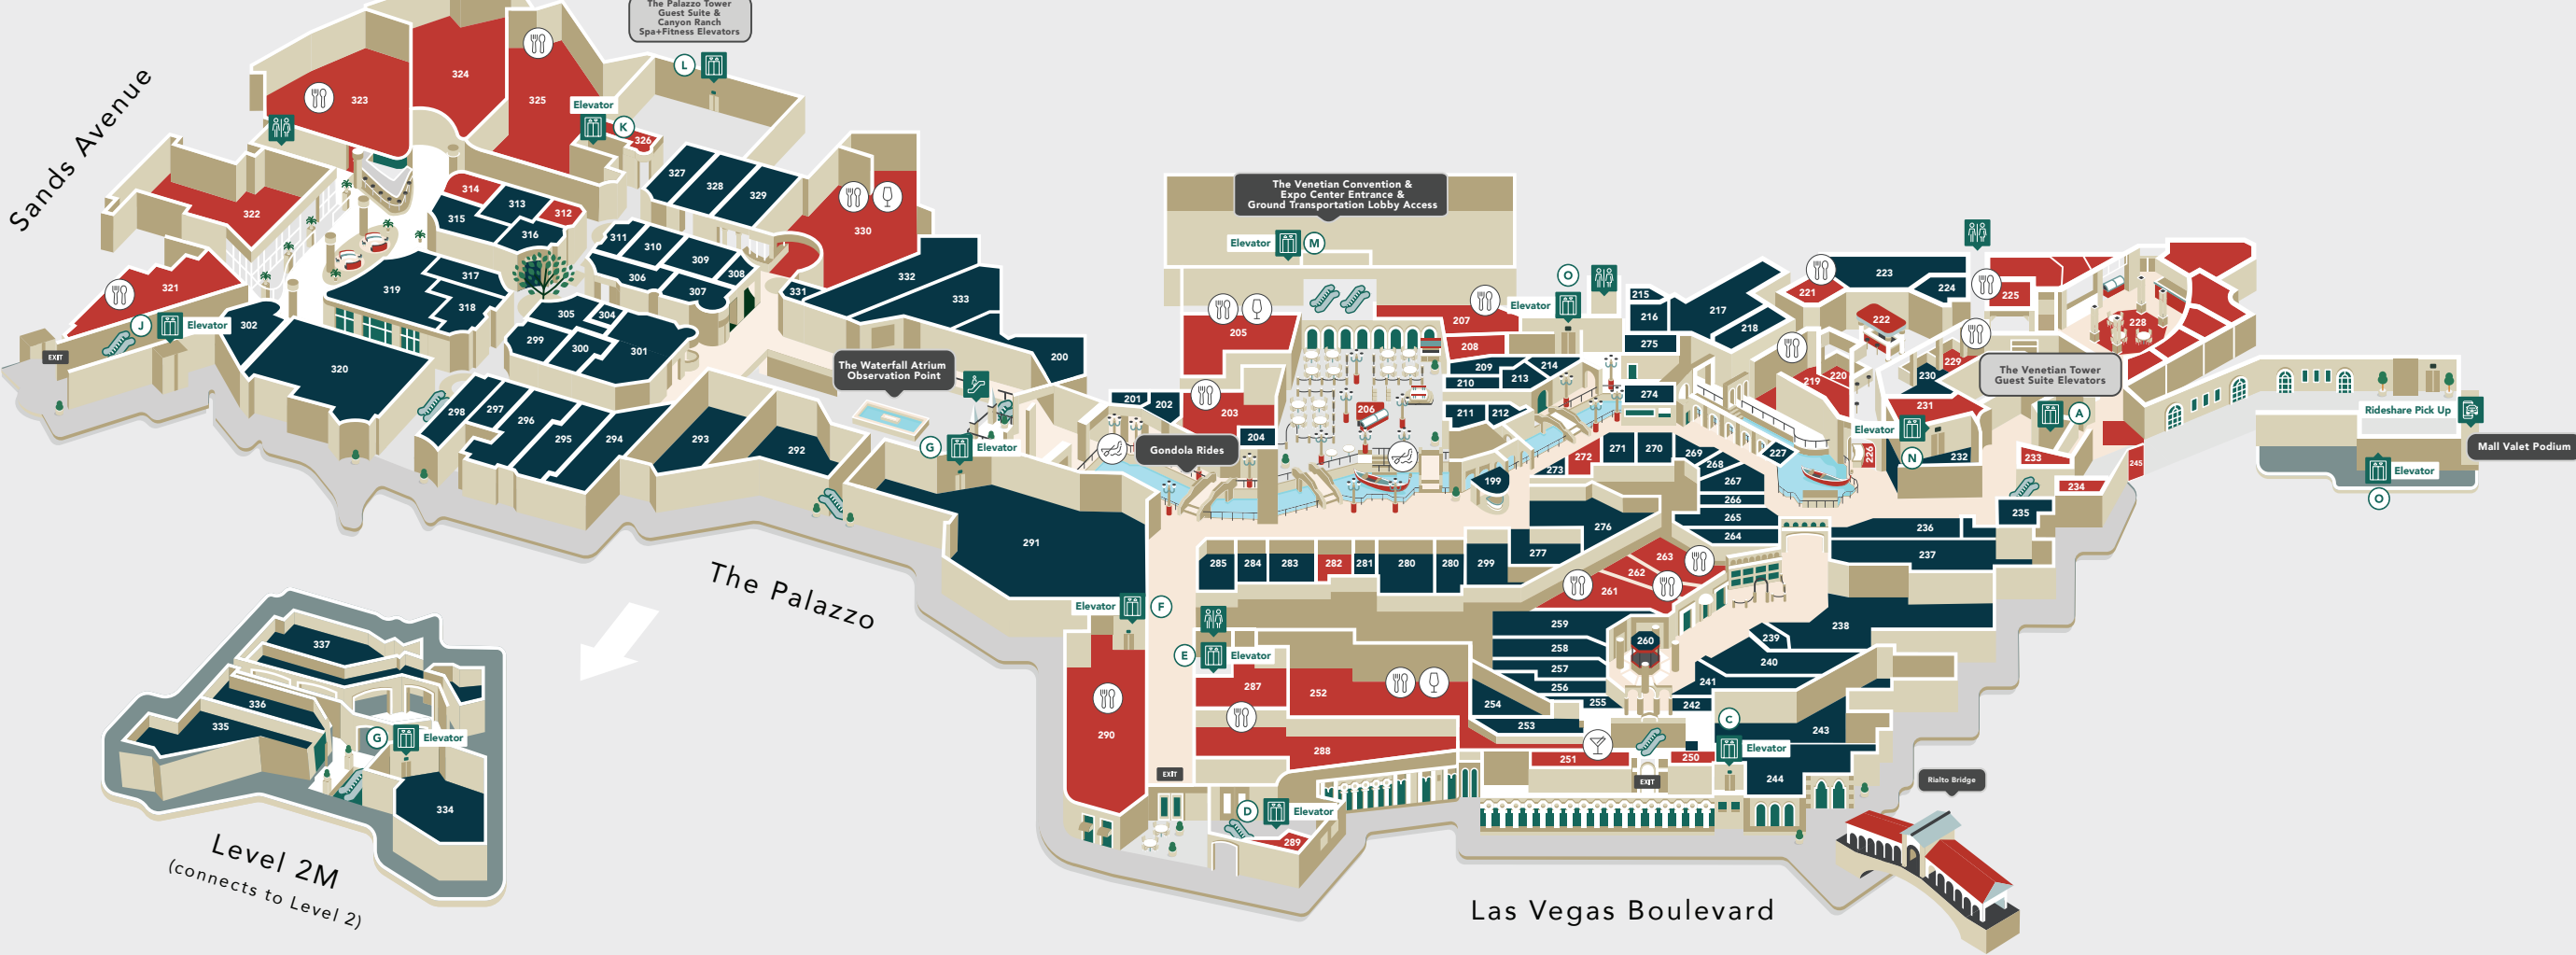 The Palazzo Tower
Guest Suite &
Canyon Ranch
Spa+Fitness Elevators
L
Sands Avenue
323
324
325
Elevator
K
326
322
314
313
312
315
316
327
328
329
330
311
310
309
308
306
307
321
J
Elevator
EXIT
302
319
317
318
320
305
304
299
300
301
331
332
333
200
298
297
296
295
294
293
292
The Waterfall Atrium
Observation Point
G
Elevator
291
The Palazzo
The Venetian Convention &
Expo Center Entrance &
Ground Transportation Lobby Access
Elevator
M
O
Elevator
205
207
208
209
210
214
213
211
212
201
202
203
204
206
Gondola Rides
199
215
216
217
218
275
274
273
272
271
270
269
268
267
266
265
264
227
226
221
223
224
225
222
219
220
229
230
231
228
The Venetian Tower
Guest Suite Elevators
A
Elevator
N
232
233
234
245
235
236
237
Rideshare Pick Up
Mall Valet Podium
Elevator
O
276
277
285
284
283
282
281
280
280
299
263
262
261
Elevator
F
E
Elevator
287
252
288
290
EXIT
D
Elevator
289
259
258
257
256
255
254
253
260
251
250
EXIT
238
239
240
241
242
243
244
C
Elevator
Rialto Bridge
Las Vegas Boulevard
337
336
335
G
Elevator
334
Level 2M
(connects to Level 2)